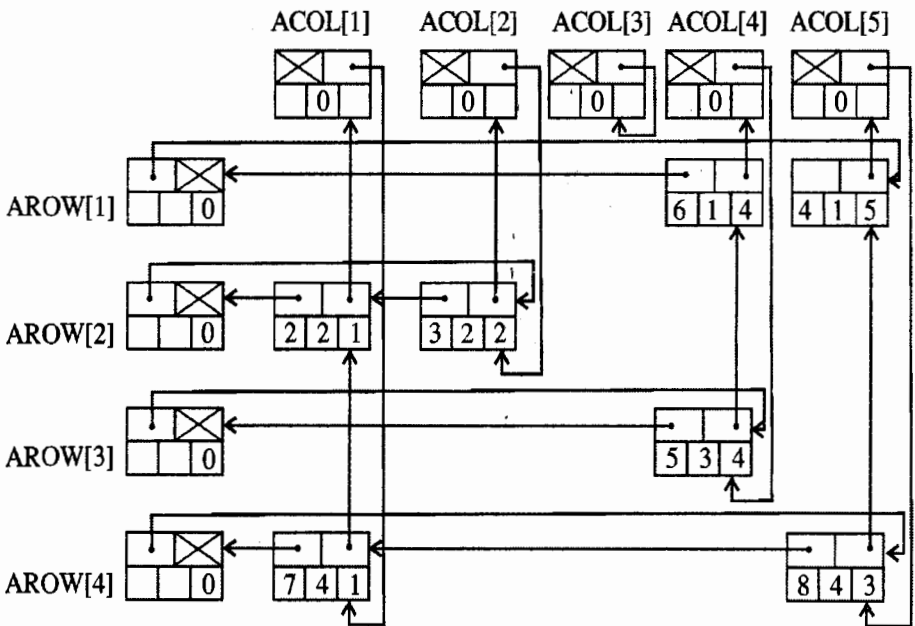 ACOL[1] ACOL[2] ACOL[3] ACOL[4] ACOL[5]
0 0 0 0 0
AROW[1] 0 6 1 4 4 1 5
AROW[2] 0 2 2 1 3 2 2
AROW[3] 0 5 3 4
AROW[4] 0 7 4 1 8 4 3